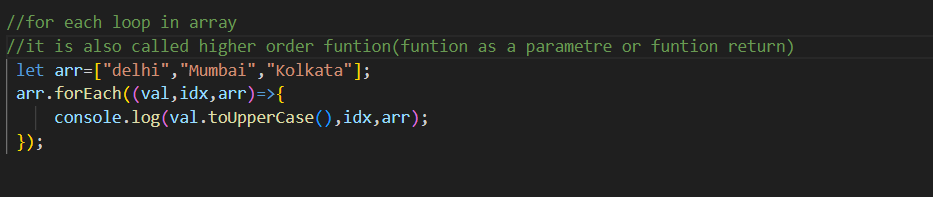 //for each loop in array
//it is also called higher order funtion(funtion as a parametre or funtion return)
let arr=["delhi","Mumbai","Kolkata"];
arr.forEach((val,idx,arr)=>{
    console.log(val.toUpperCase(),idx,arr);
});